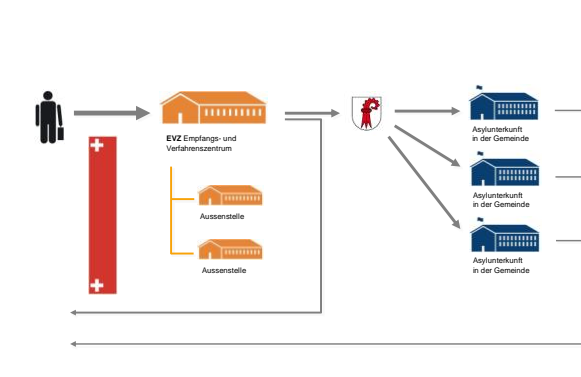 EVZ Empfangs- und
Verfahrenszentrum
Aussenstelle
Aussenstelle
Asylunterkunft
in der Gemeinde
Asylunterkunft
in der Gemeinde
Asylunterkunft
in der Gemeinde